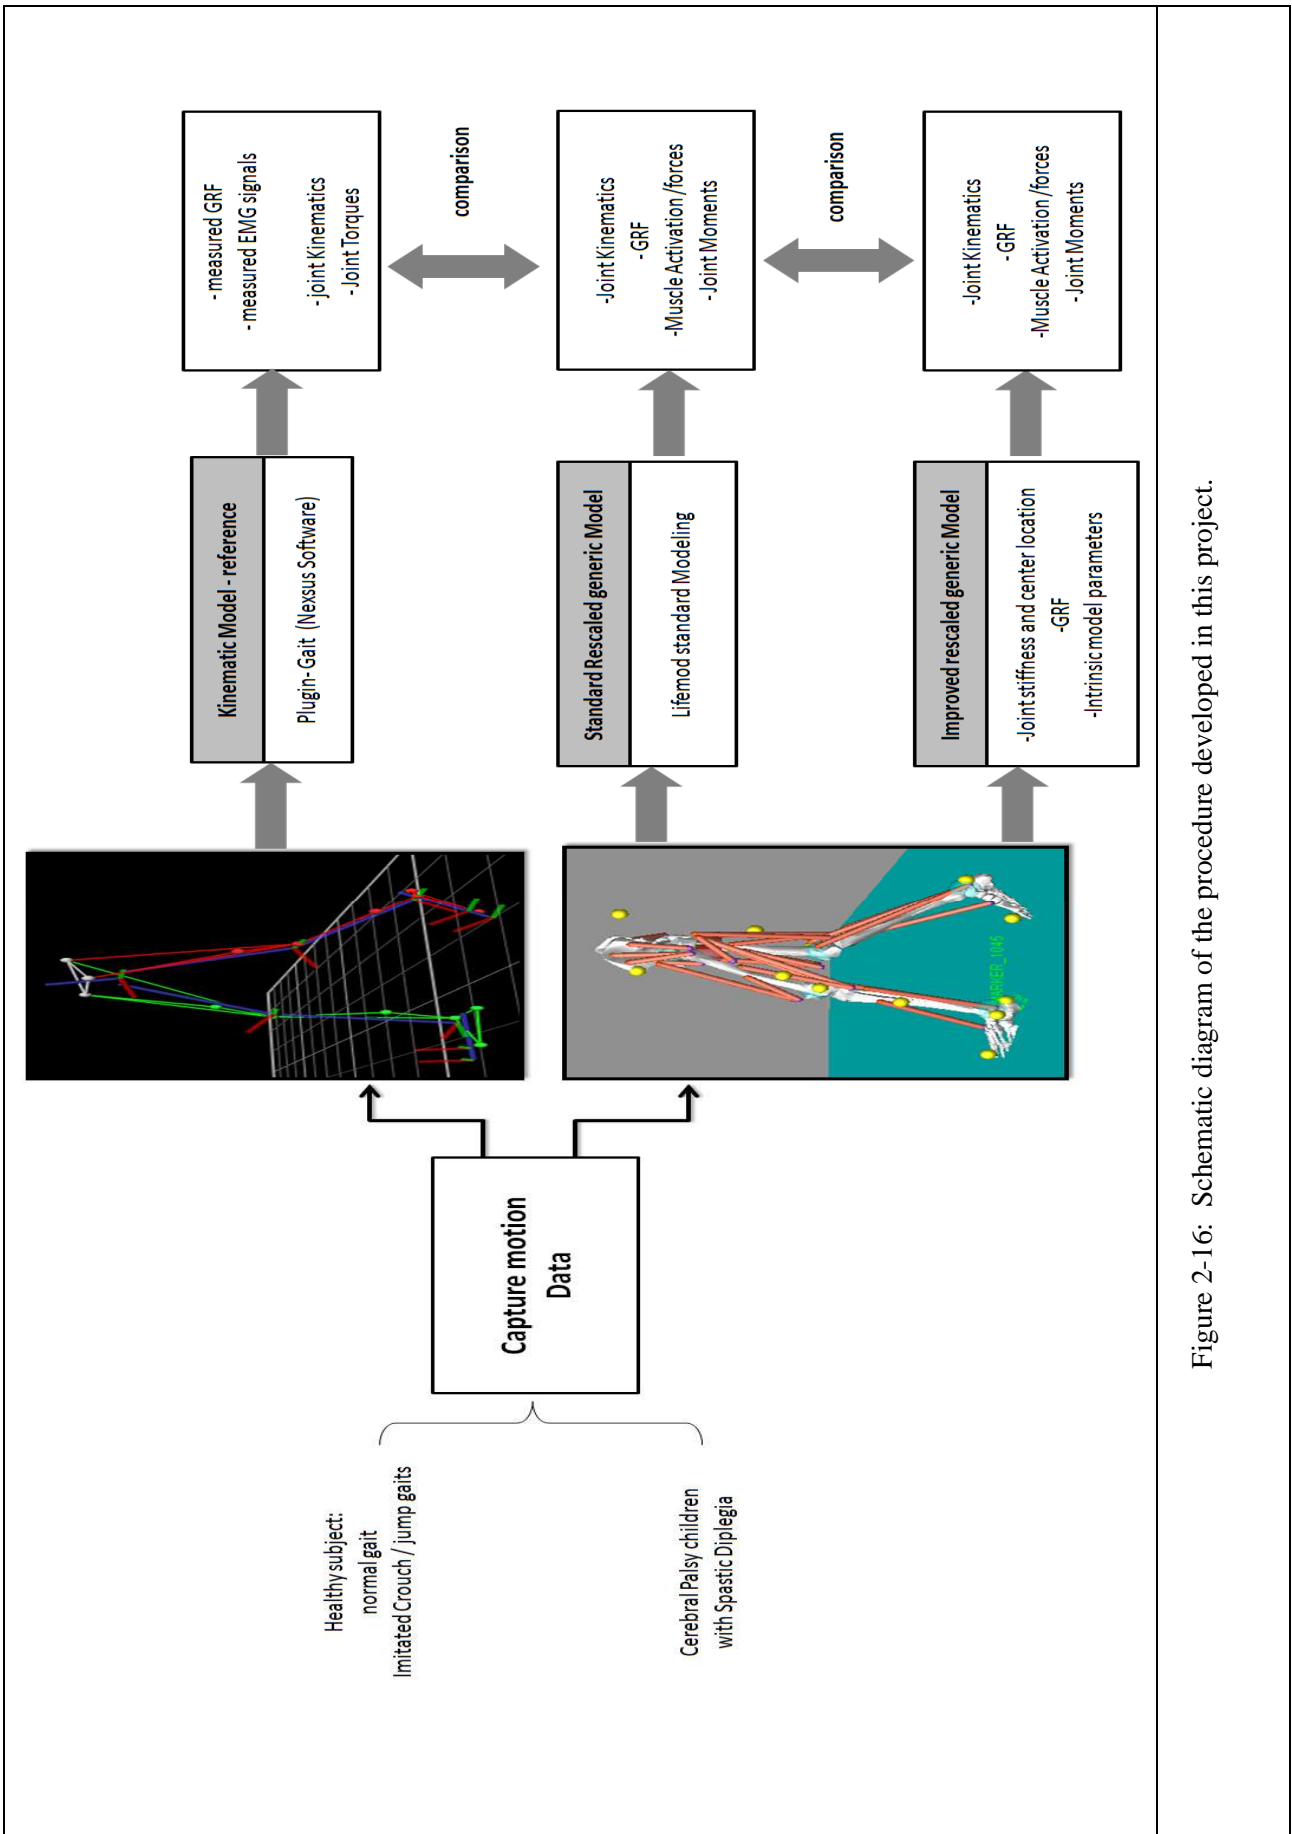 Healthy subject:
normal gait
Imitated Crouch / jump gaits
Cerebral Palsy children
with Spastic Diplegia
Capture motion
Data
MARKER_1045
Kinematic Model - reference
Plugin- Gait (Nexsus Software)
Standard Rescaled generic Model
Lifemod standard Modeling
Improved rescaled generic Model
-Joint stiffness and center location
-GRF
-Intrinsic model parameters
- measured GRF
- measured EMG signals
- joint Kinematics
- Joint Torques
comparison
-Joint Kinematics
-GRF
-Muscle Activation /forces
- Joint Moments
comparison
-Joint Kinematics
-GRF
-Muscle Activation /forces
- Joint Moments
Figure 2-16: Schematic diagram of the procedure developed in this project.